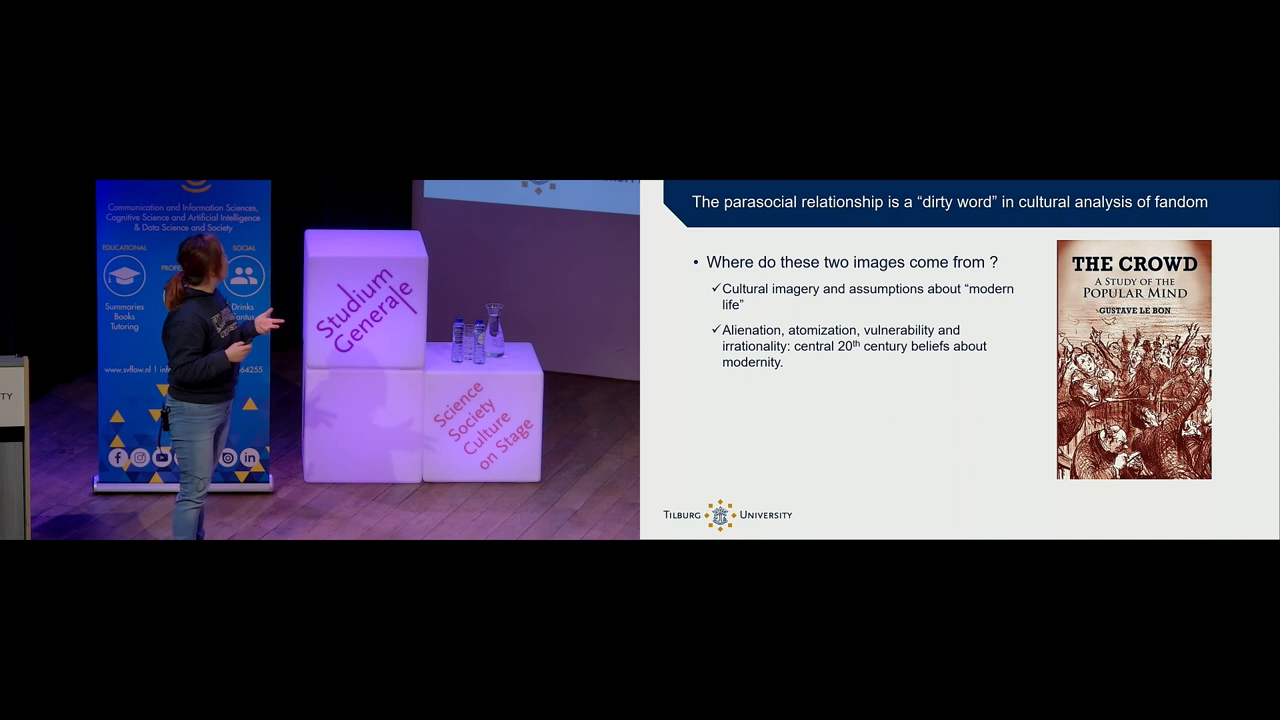 Communication and Information Sciences,
Cognitive Science and Artificial Intelligence
& Data Science and Society
EDUCATIONAL
SOCIAL
Summaries
Books
Tutoring
Drinks
www.svflow.nl |
64255
TY
Studium
Generale
Science
Society
Culture
on Stage
The parasocial relationship is a “dirty word” in cultural analysis of fandom
• Where do these two images come from ?
✓Cultural imagery and assumptions about “modern
life”
✓Alienation, atomization, vulnerability and
irrationality: central 20th century beliefs about
modernity.
THE CROWD
A STUDY OF THE
POPULAR MIND
GUSTAVE LE BON
TILBURG UNIVERSITY